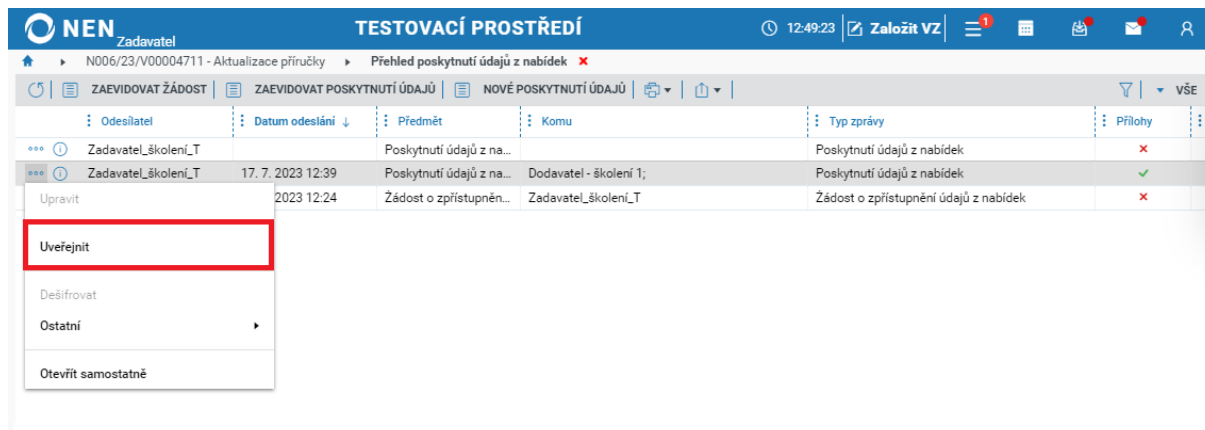 NEN Zadavatel TESTOVACÍ PROSTŘEDÍ 12:49:23 Založit VZ 1
N006/23/V00004711 - Aktualizace příručky Přehled poskytnutí údajů z nabídek
ZAEVIDOVAT ŽÁDOST ZAEVIDOVAT POSKYTNUTÍ ÚDAJŮ NOVÉ POSKYTNUTÍ ÚDAJŮ VŠE
Odesílatel Datum odeslání ↓ Předmět Komu Typ zprávy Přílohy
Zadavatel_školení_T Poskytnutí údajů z na... Poskytnutí údajů z nabídek
Zadavatel_školení_T 17. 7. 2023 12:39 Poskytnutí údajů z na... Dodavatel - školení 1; Poskytnutí údajů z nabídek
2023 12:24 Žádost o zpřístupněn... Zadavatel_školení_T Žádost o zpřístupnění údajů z nabídek
Upravit
Uveřejnit
Dešifrovat
Ostatní
Otevřít samostatně